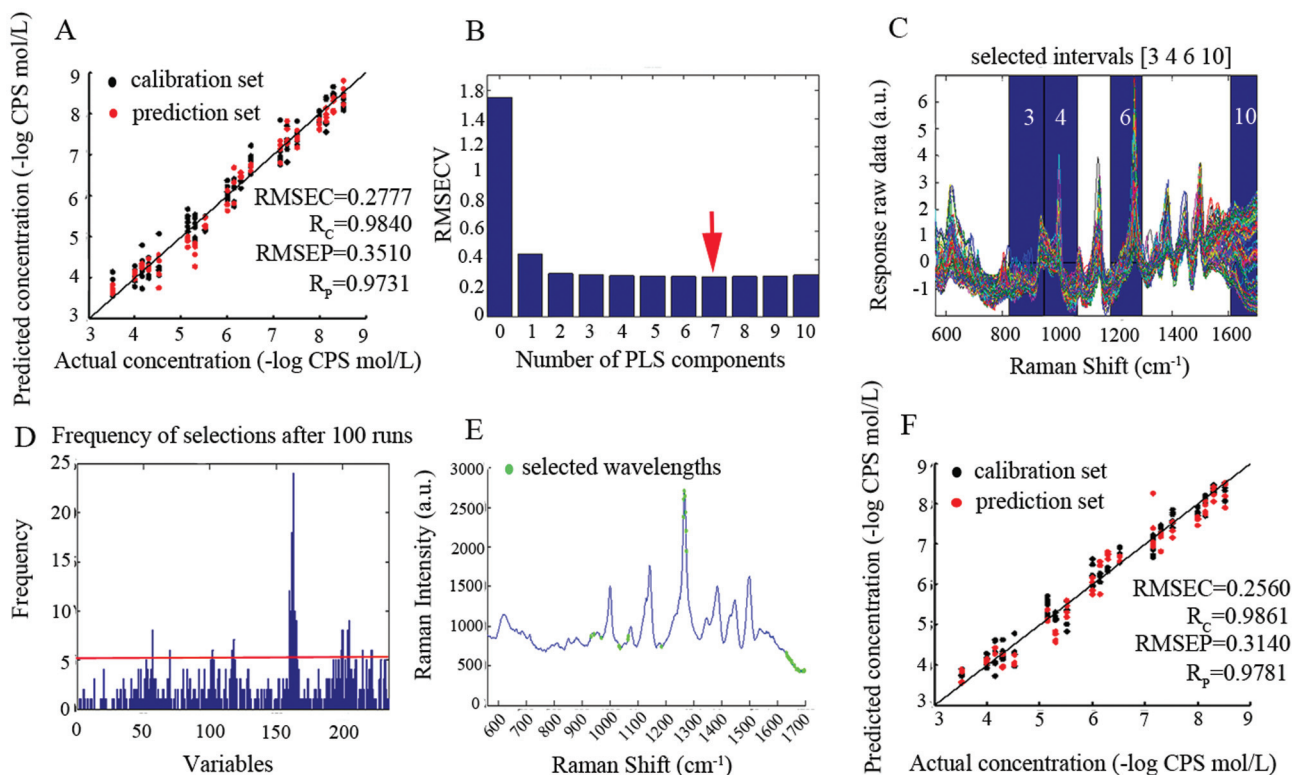 A
Predicted concentration (-log CPS mol/L)
9
8
7
6
5
4
3
calibration set
prediction set
RMSEC=0.2777
R_C=0.9840
RMSEP=0.3510
R_P=0.9731
3 4 5 6 7 8 9
Actual concentration (-log CPS mol/L)
B
RMSECV
1.8
1.6
1.4
1.2
1
0.8
0.6
0.4
0.2
0
0 1 2 3 4 5 6 7 8 9 10
Number of PLS components
C
selected intervals [3 4 6 10]
Response raw data (a.u.)
6
5
4
3
2
1
0
-1
3 4 6 10
600 800 1000 1200 1400 1600
Raman Shift (cm⁻¹)
D Frequency of selections after 100 runs
Frequency
25
20
15
10
5
0
0 50 100 150 200
Variables
E
selected wavelengths
Raman Intensity (a.u.)
3000
2500
2000
1500
1000
500
0
600 700 800 900 1000 1100 1200 1300 1400 1500 1600 1700
Raman Shift (cm⁻¹)
F
Predicted concentration (-log CPS mol/L)
9
8
7
6
5
4
3
calibration set
prediction set
RMSEC=0.2560
R_C=0.9861
RMSEP=0.3140
R_P=0.9781
3 4 5 6 7 8 9
Actual concentration (-log CPS mol/L)